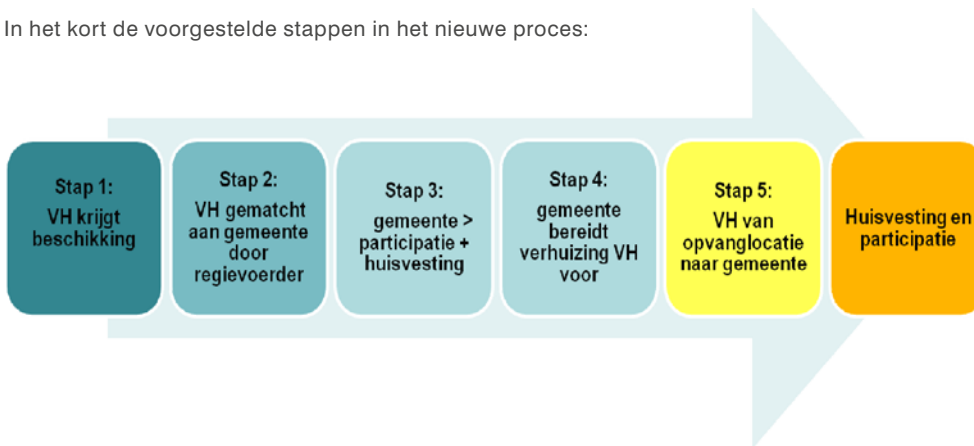 In het kort de voorgestelde stappen in het nieuwe proces:
Stap 1:
VH krijgt
beschikking
Stap 2:
VH gematcht
aan gemeente
door
regievoerder
Stap 3:
gemeente >
participatie +
huisvesting
Stap 4:
gemeente
bereidt
verhuizing VH
voor
Stap 5:
VH van
opvanglocatie
naar gemeente
Huisvesting en
participatie